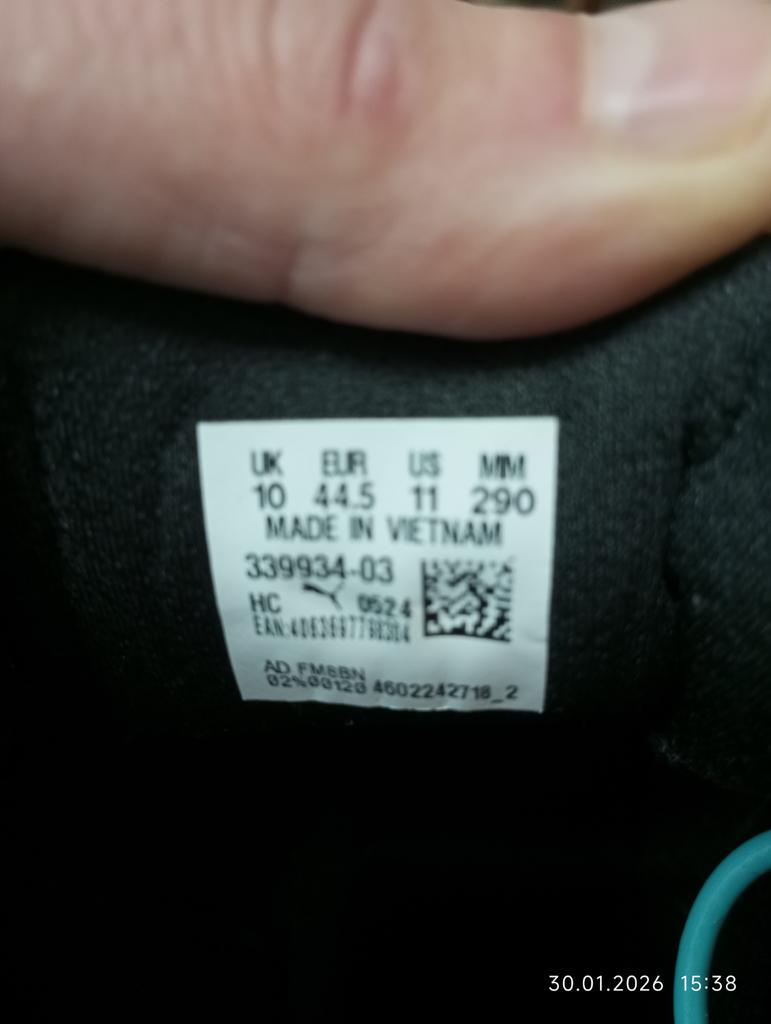 UK EUR US MM
10 44.5 11 290
MADE IN VIETNAM
339934-03
HC 0524
AD FM8BN
4602242718_2
30.01.2026 15:38